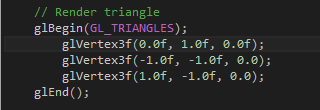 // Render triangle
glBegin(GL_TRIANGLES);
glVertex3f(0.0f, 1.0f, 0.0f);
glVertex3f(-1.0f, -1.0f, 0.0);
glVertex3f(1.0f, -1.0f, 0.0);
glEnd();